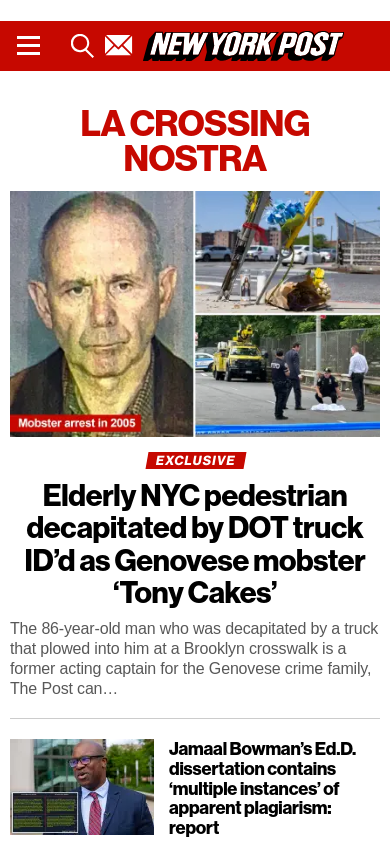 NEW YORK POST
LA CROSSING
NOSTRA
Mobster arrest in 2005
EXCLUSIVE
Elderly NYC pedestrian
decapitated by DOT truck
ID’d as Genovese mobster
‘Tony Cakes’
The 86-year-old man who was decapitated by a truck
that plowed into him at a Brooklyn crosswalk is a
former acting captain for the Genovese crime family,
The Post can…
Jamaal Bowman’s Ed.D.
dissertation contains
‘multiple instances’ of
apparent plagiarism:
report